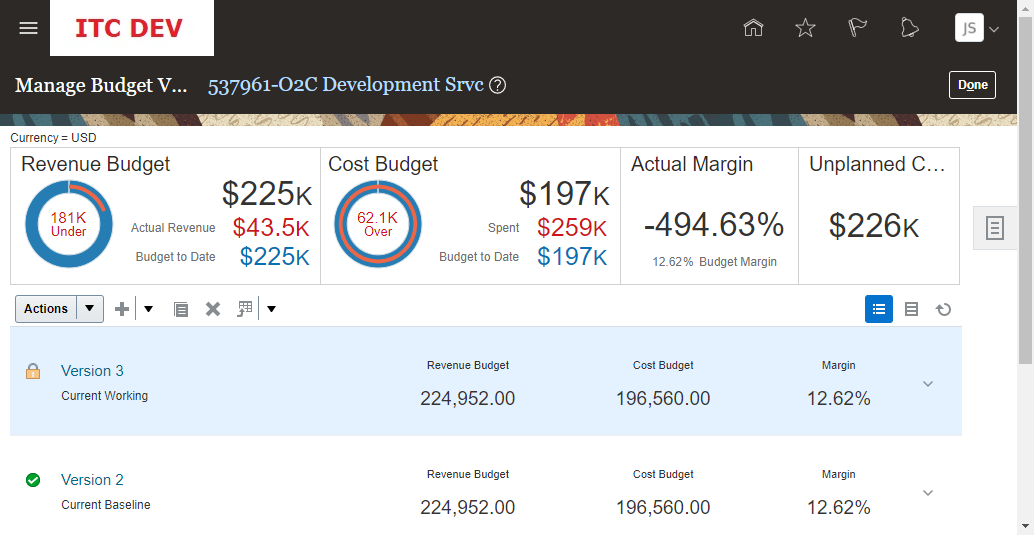 ITC DEV
JS
Manage Budget V... 537961-O2C Development Srvc
Done
Currency = USD
Revenue Budget
181K
Under
$225K
Actual Revenue $43.5K
Budget to Date $225K
Cost Budget
62.1K
Over
$197K
Spent $259K
Budget to Date $197K
Actual Margin
-494.63%
12.62% Budget Margin
Unplanned C...
$226K
Actions
Version 3
Current Working
Revenue Budget
224,952.00
Cost Budget
196,560.00
Margin
12.62%
Version 2
Current Baseline
Revenue Budget
224,952.00
Cost Budget
196,560.00
Margin
12.62%